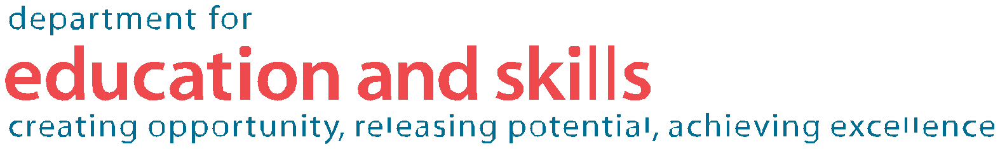 department for
education and skills
creating opportunity, releasing potential, achieving excellence